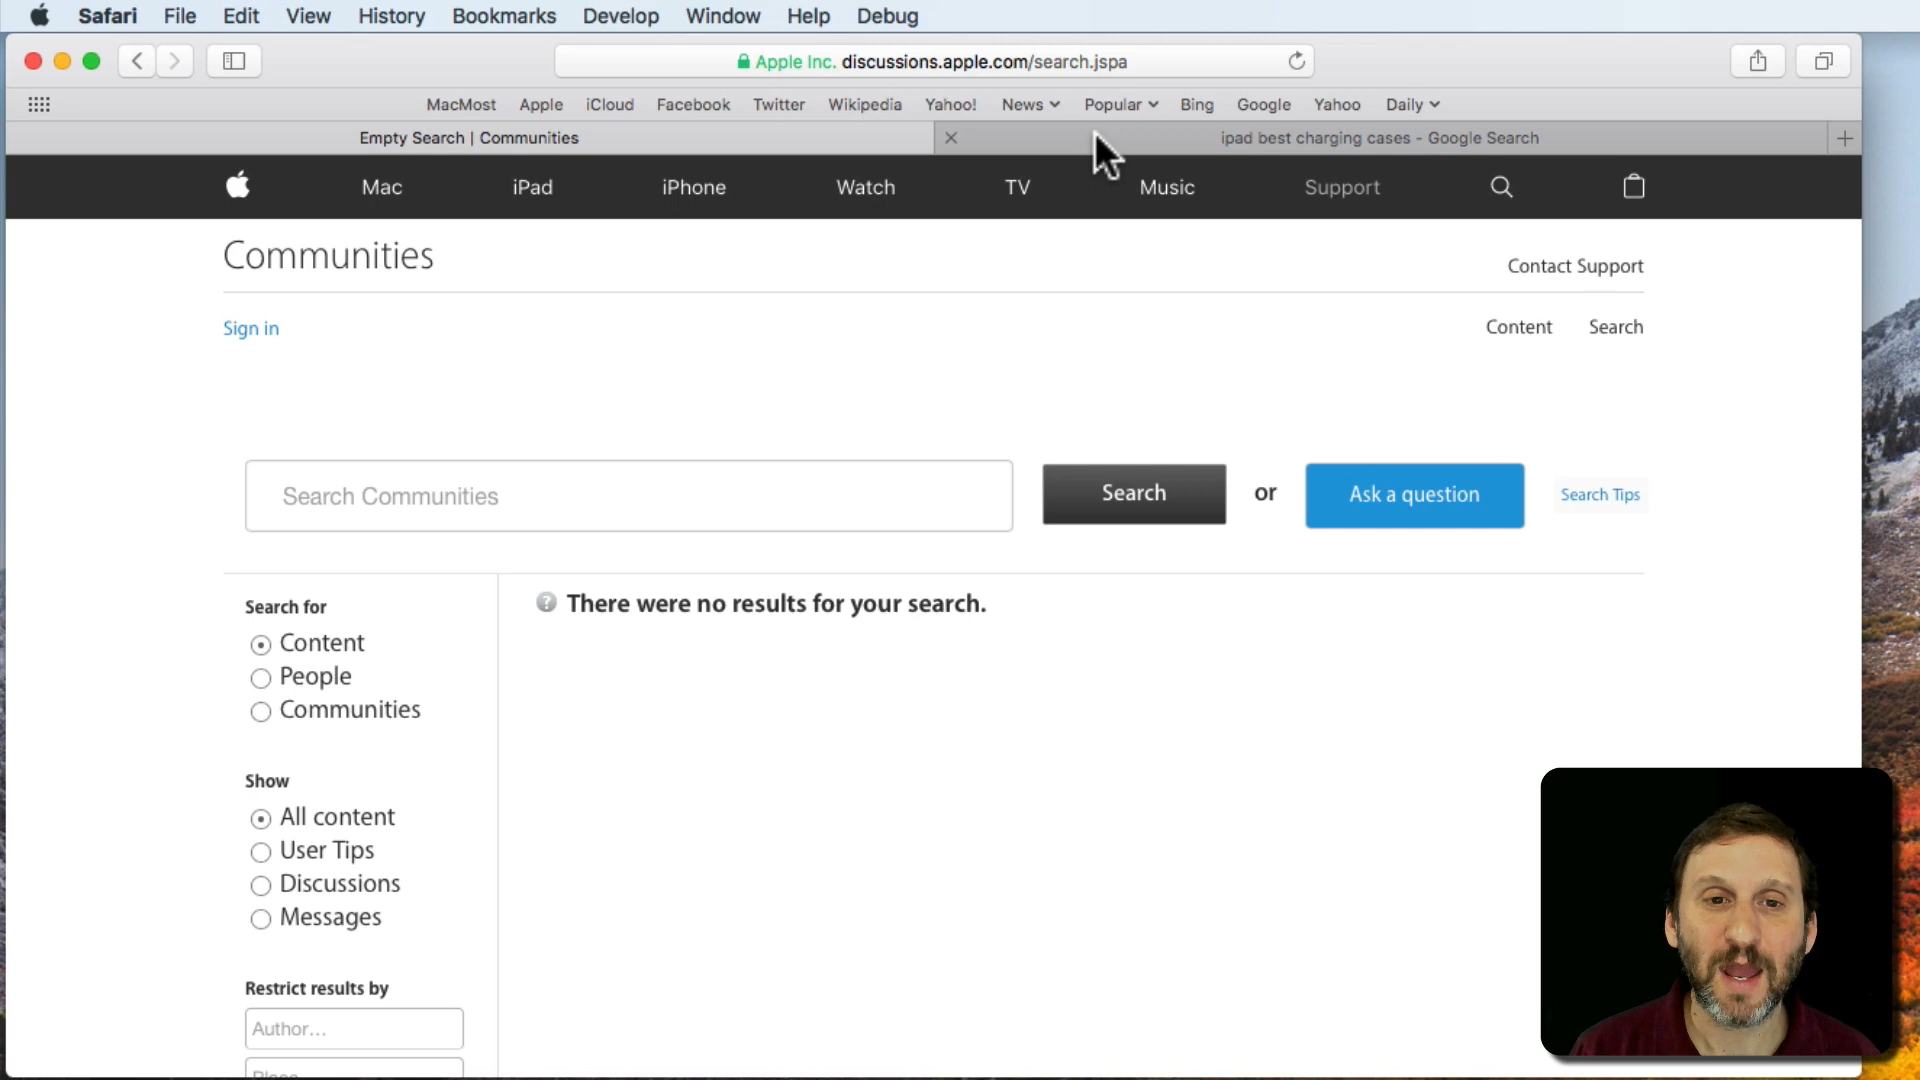 Safari File Edit View History Bookmarks Develop Window Help Debug
Apple Inc. discussions.apple.com/search.jspa
MacMost Apple iCloud Facebook Twitter Wikipedia Yahoo! News Popular Bing Google Yahoo Daily
Empty Search | Communities ipad best charging cases - Google Search
Mac iPad iPhone Watch TV Music Support
Communities
Contact Support
Sign in
Content Search
Search Communities Search or Ask a question Search Tips
Search for
? There were no results for your search.
Content
People
Communities
Show
All content
User Tips
Discussions
Messages
Restrict results by
Author...